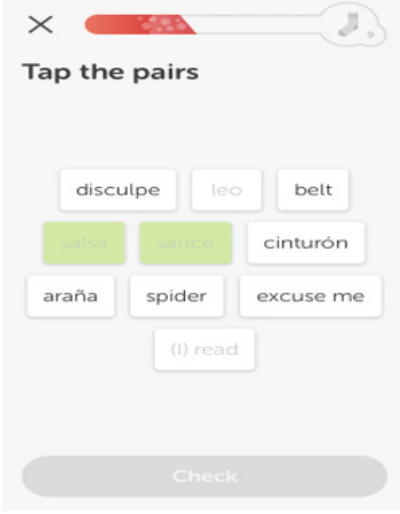 Tap the pairs
disculpe leo belt
salsa sauce cinturón
araña spider excuse me
(I) read
Check